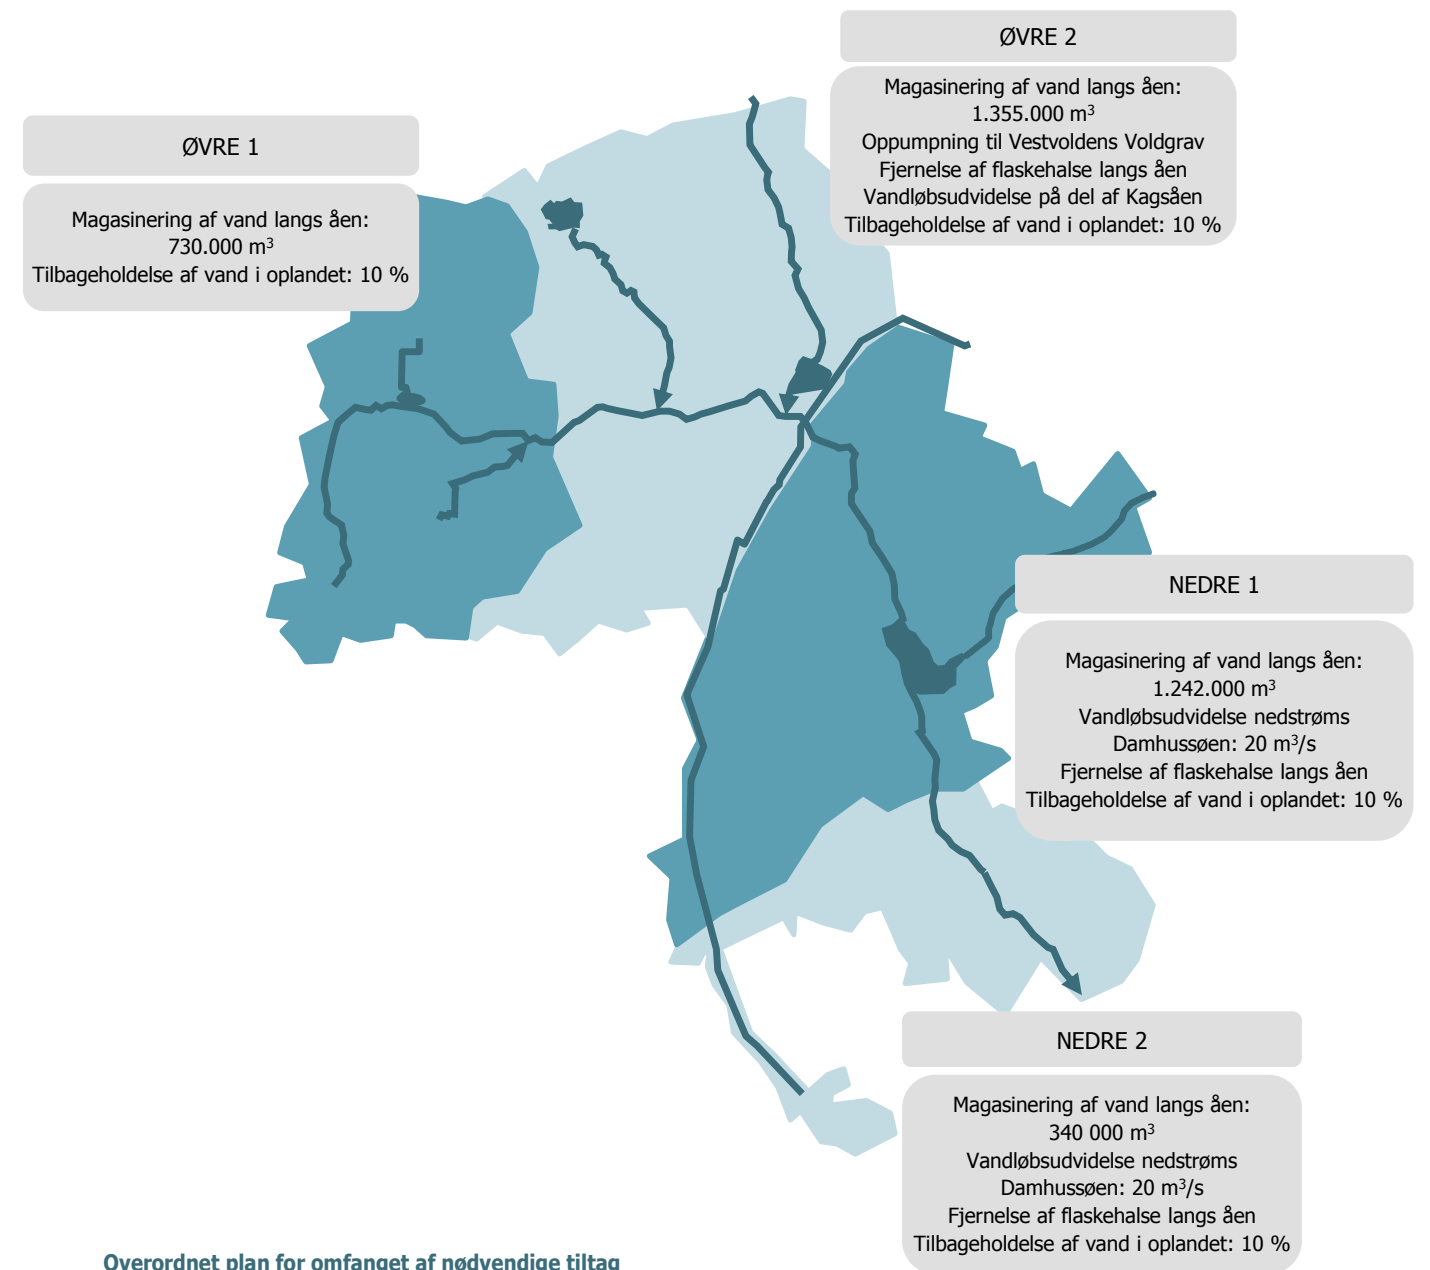 ØVRE 1
Magasinering af vand langs åen:
730.000 m³
Tilbageholdelse af vand i oplandet: 10 %
ØVRE 2
Magasinering af vand langs åen:
1.355.000 m³
Oppumpning til Vestvoldens Voldgrav
Fjernelse af flaskehalse langs åen
Vandløbsudvidelse på del af Kagsåen
Tilbageholdelse af vand i oplandet: 10 %
NEDRE 1
Magasinering af vand langs åen:
1.242.000 m³
Vandløbsudvidelse nedstrøms
Damhussøen: 20 m³/s
Fjernelse af flaskehalse langs åen
Tilbageholdelse af vand i oplandet: 10 %
NEDRE 2
Magasinering af vand langs åen:
340 000 m³
Vandløbsudvidelse nedstrøms
Damhussøen: 20 m³/s
Fjernelse af flaskehalse langs åen
Tilbageholdelse af vand i oplandet: 10 %
Overordnet plan for omfanget af nødvendige tiltag